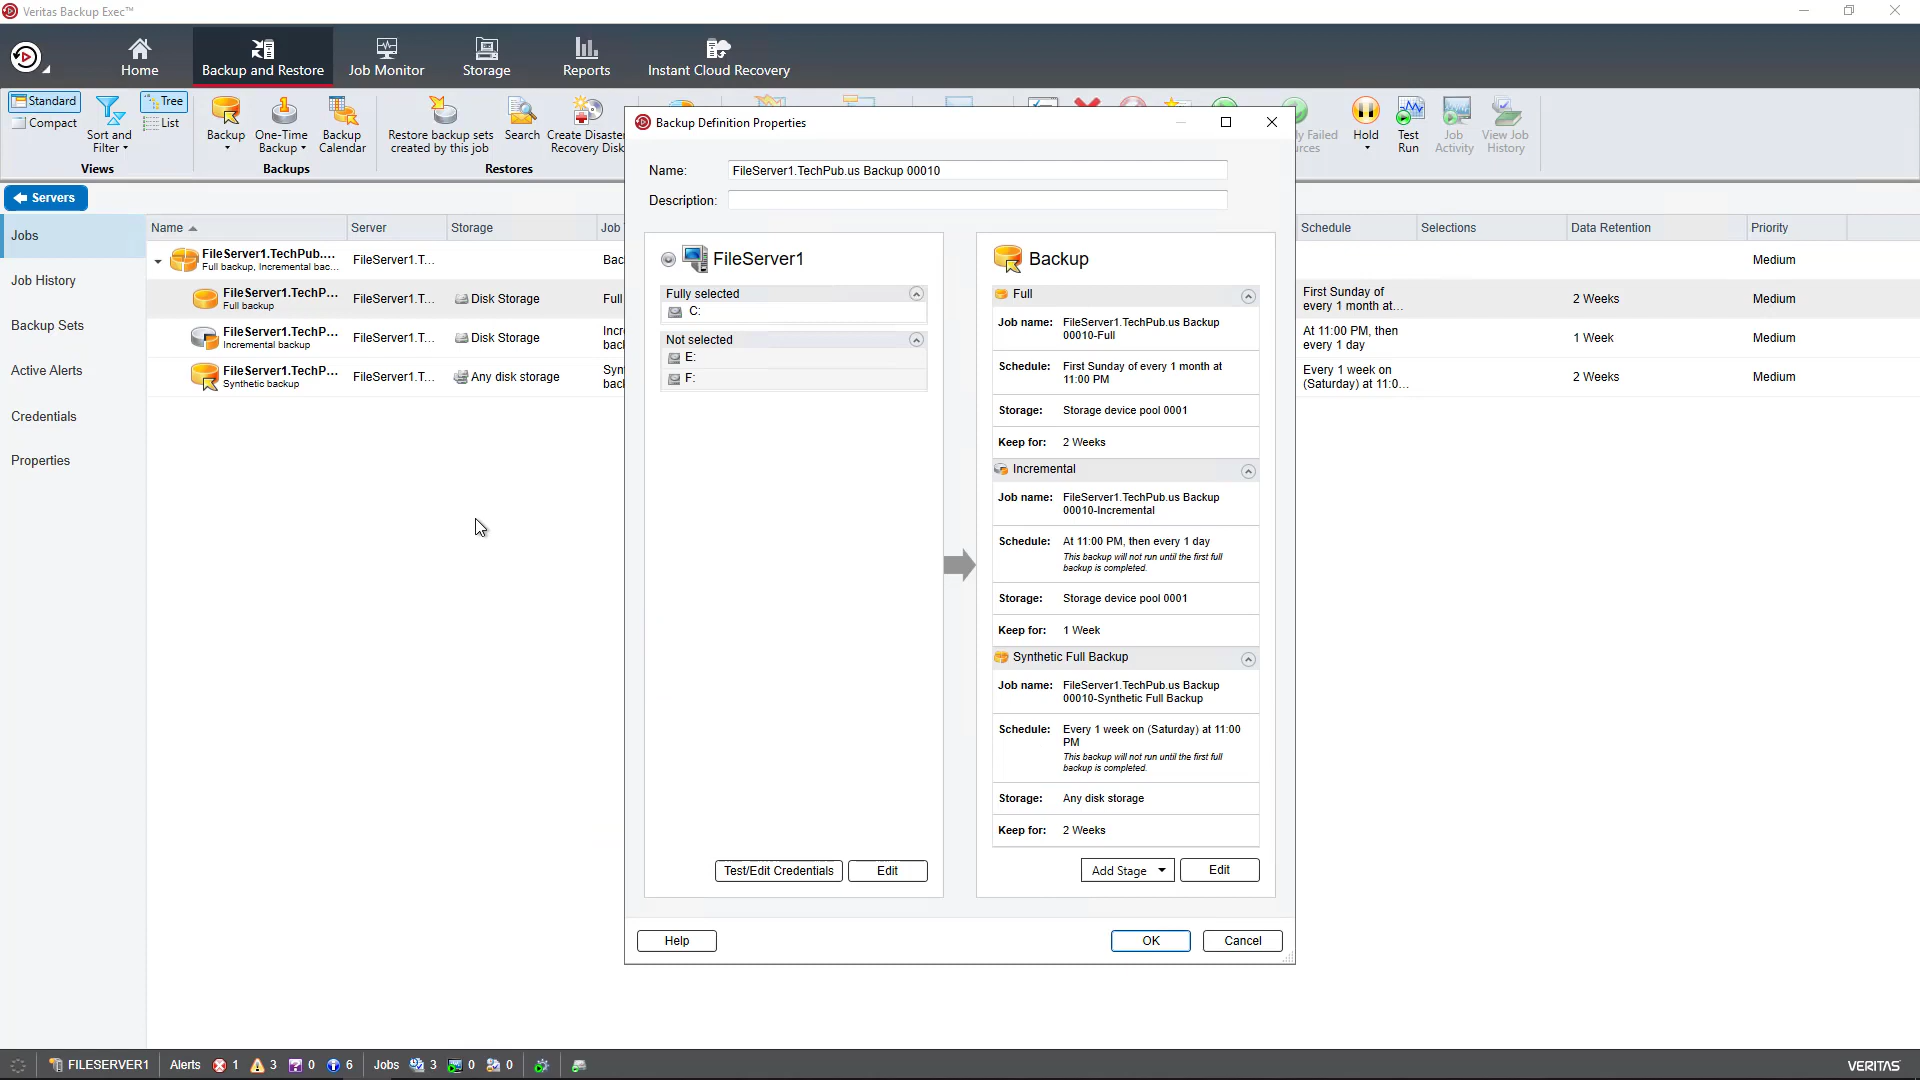 Veritas Backup Exec™
Home
Backup and Restore
Job Monitor
Storage
Reports
Instant Cloud Recovery
Standard
Compact
Sort and
Filter
Tree
List
Views
Backup
One-Time
Backup
Backup
Calendar
Backups
Restore backup sets
created by this job
Search
Create Disaster
Recovery Disk
Restores
Hold
Test
Run
Job
Activity
View Job
History
Servers
Jobs
Job History
Backup Sets
Active Alerts
Credentials
Properties
Name Server Storage Job Schedule Selections Data Retention Priority
FileServer1.TechPub....
Full backup, Incremental bac...
FileServer1.T...
Bac
Medium
FileServer1.TechP...
Full backup
FileServer1.T...
Disk Storage
Full
First Sunday of
every 1 month at...
2 Weeks
Medium
FileServer1.TechP...
Incremental backup
FileServer1.T...
Disk Storage
Incr
bac
At 11:00 PM, then
every 1 day
1 Week
Medium
FileServer1.TechP...
Synthetic backup
FileServer1.T...
Any disk storage
Syn
bac
Every 1 week on
(Saturday) at 11:0...
2 Weeks
Medium
Backup Definition Properties
Name: FileServer1.TechPub.us Backup 00010
Description:
FileServer1
Fully selected
C:
Not selected
E:
F:
Test/Edit Credentials
Edit
Backup
Full
Job name: FileServer1.TechPub.us Backup
00010-Full
Schedule: First Sunday of every 1 month at
11:00 PM
Storage: Storage device pool 0001
Keep for: 2 Weeks
Incremental
Job name: FileServer1.TechPub.us Backup
00010-Incremental
Schedule: At 11:00 PM, then every 1 day
This backup will not run until the first full
backup is completed.
Storage: Storage device pool 0001
Keep for: 1 Week
Synthetic Full Backup
Job name: FileServer1.TechPub.us Backup
00010-Synthetic Full Backup
Schedule: Every 1 week on (Saturday) at 11:00
PM
This backup will not run until the first full
backup is completed.
Storage: Any disk storage
Keep for: 2 Weeks
Add Stage
Edit
Help
OK
Cancel
FILESERVER1 Alerts 1 3 0 6 Jobs 3 0 0
VERITAS